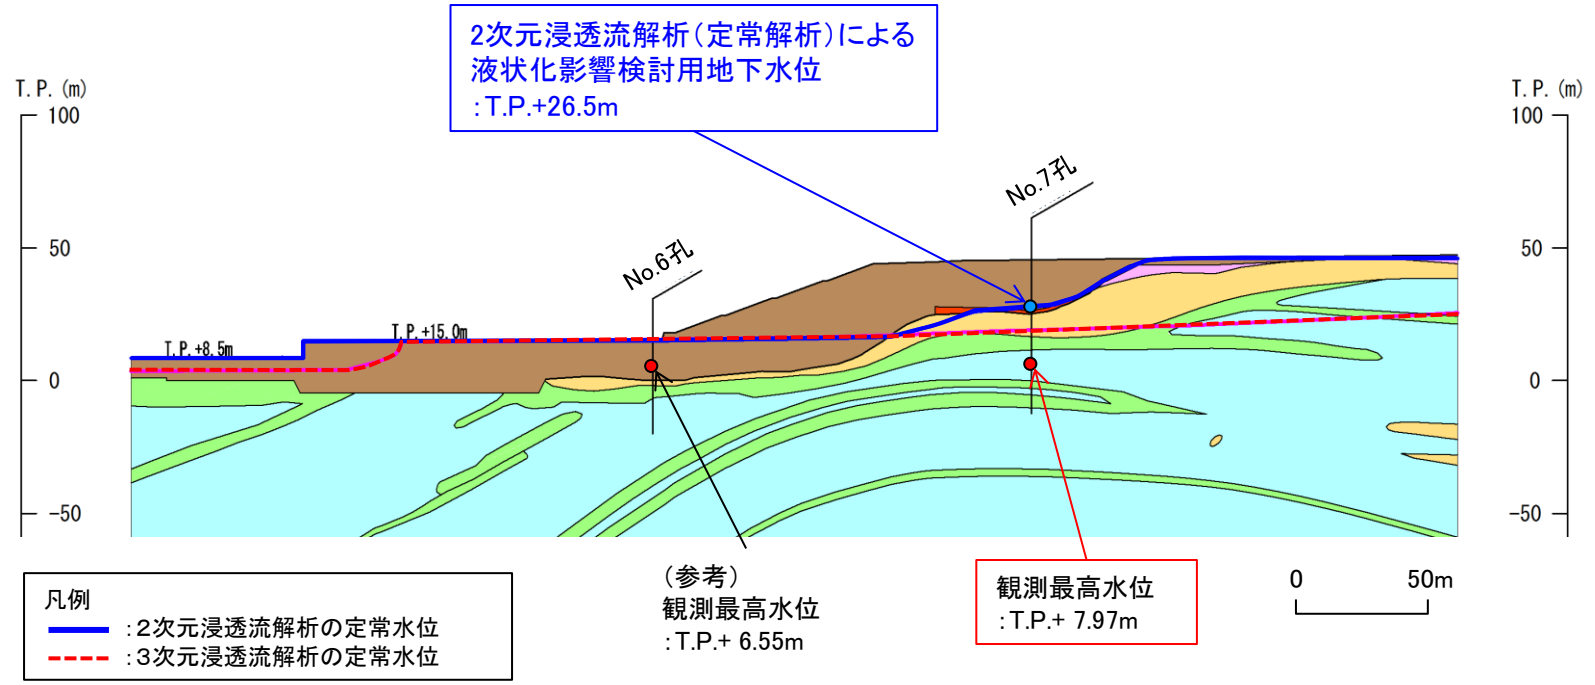 2次元浸透流解析(定常解析)による
液状化影響検討用地下水位
:T.P.+26.5m
T.P.(m)
T.P.(m)
100
100
No.7孔
50
50
No.6孔
T.P.+15.0m
T.P.+8.5m
0
0
-50
-50
(参考)
観測最高水位
:T.P.+ 6.55m
観測最高水位
:T.P.+ 7.97m
0 50m
凡例
:2次元浸透流解析の定常水位
:3次元浸透流解析の定常水位